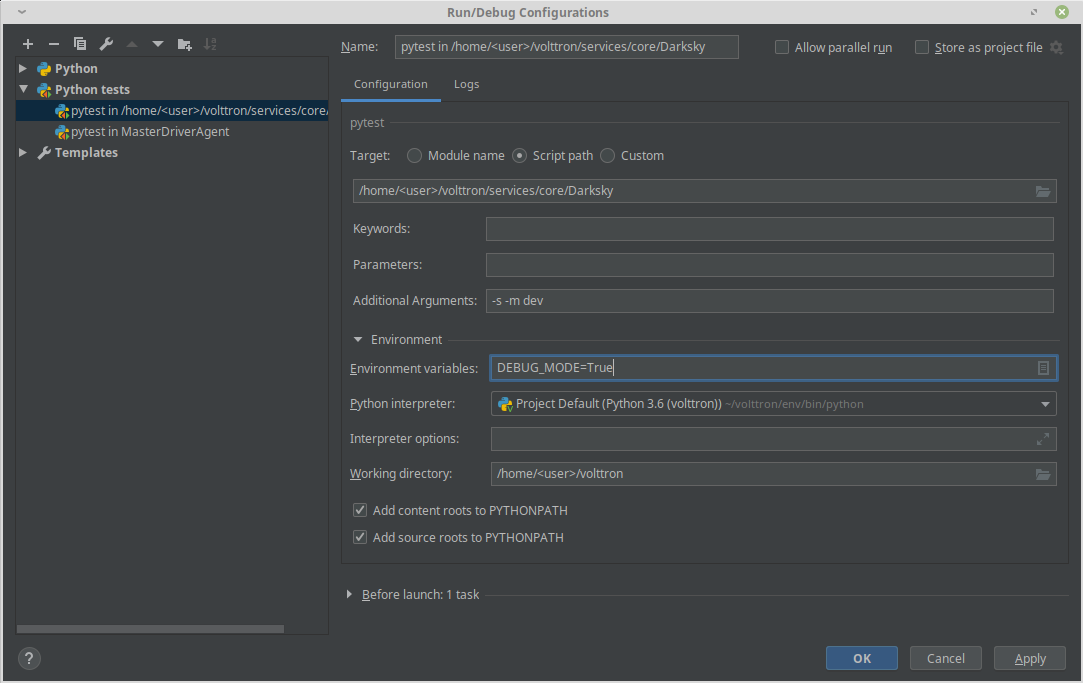 Run/Debug Configurations
Python
Python tests
pytest in /home/<user>/volttron/services/core/
pytest in MasterDriverAgent
Templates
Name: pytest in /home/<user>/volttron/services/core/Darksky Allow parallel run Store as project file
Configuration Logs
pytest
Target: Module name Script path Custom
/home/<user>/volttron/services/core/Darksky
Keywords:
Parameters:
Additional Arguments: -s -m dev
Environment
Environment variables: DEBUG_MODE=True
Python interpreter: Project Default (Python 3.6 (volttron)) ~/volttron/env/bin/python
Interpreter options:
Working directory: /home/<user>/volttron
Add content roots to PYTHONPATH
Add source roots to PYTHONPATH
Before launch: 1 task
? OK Cancel Apply